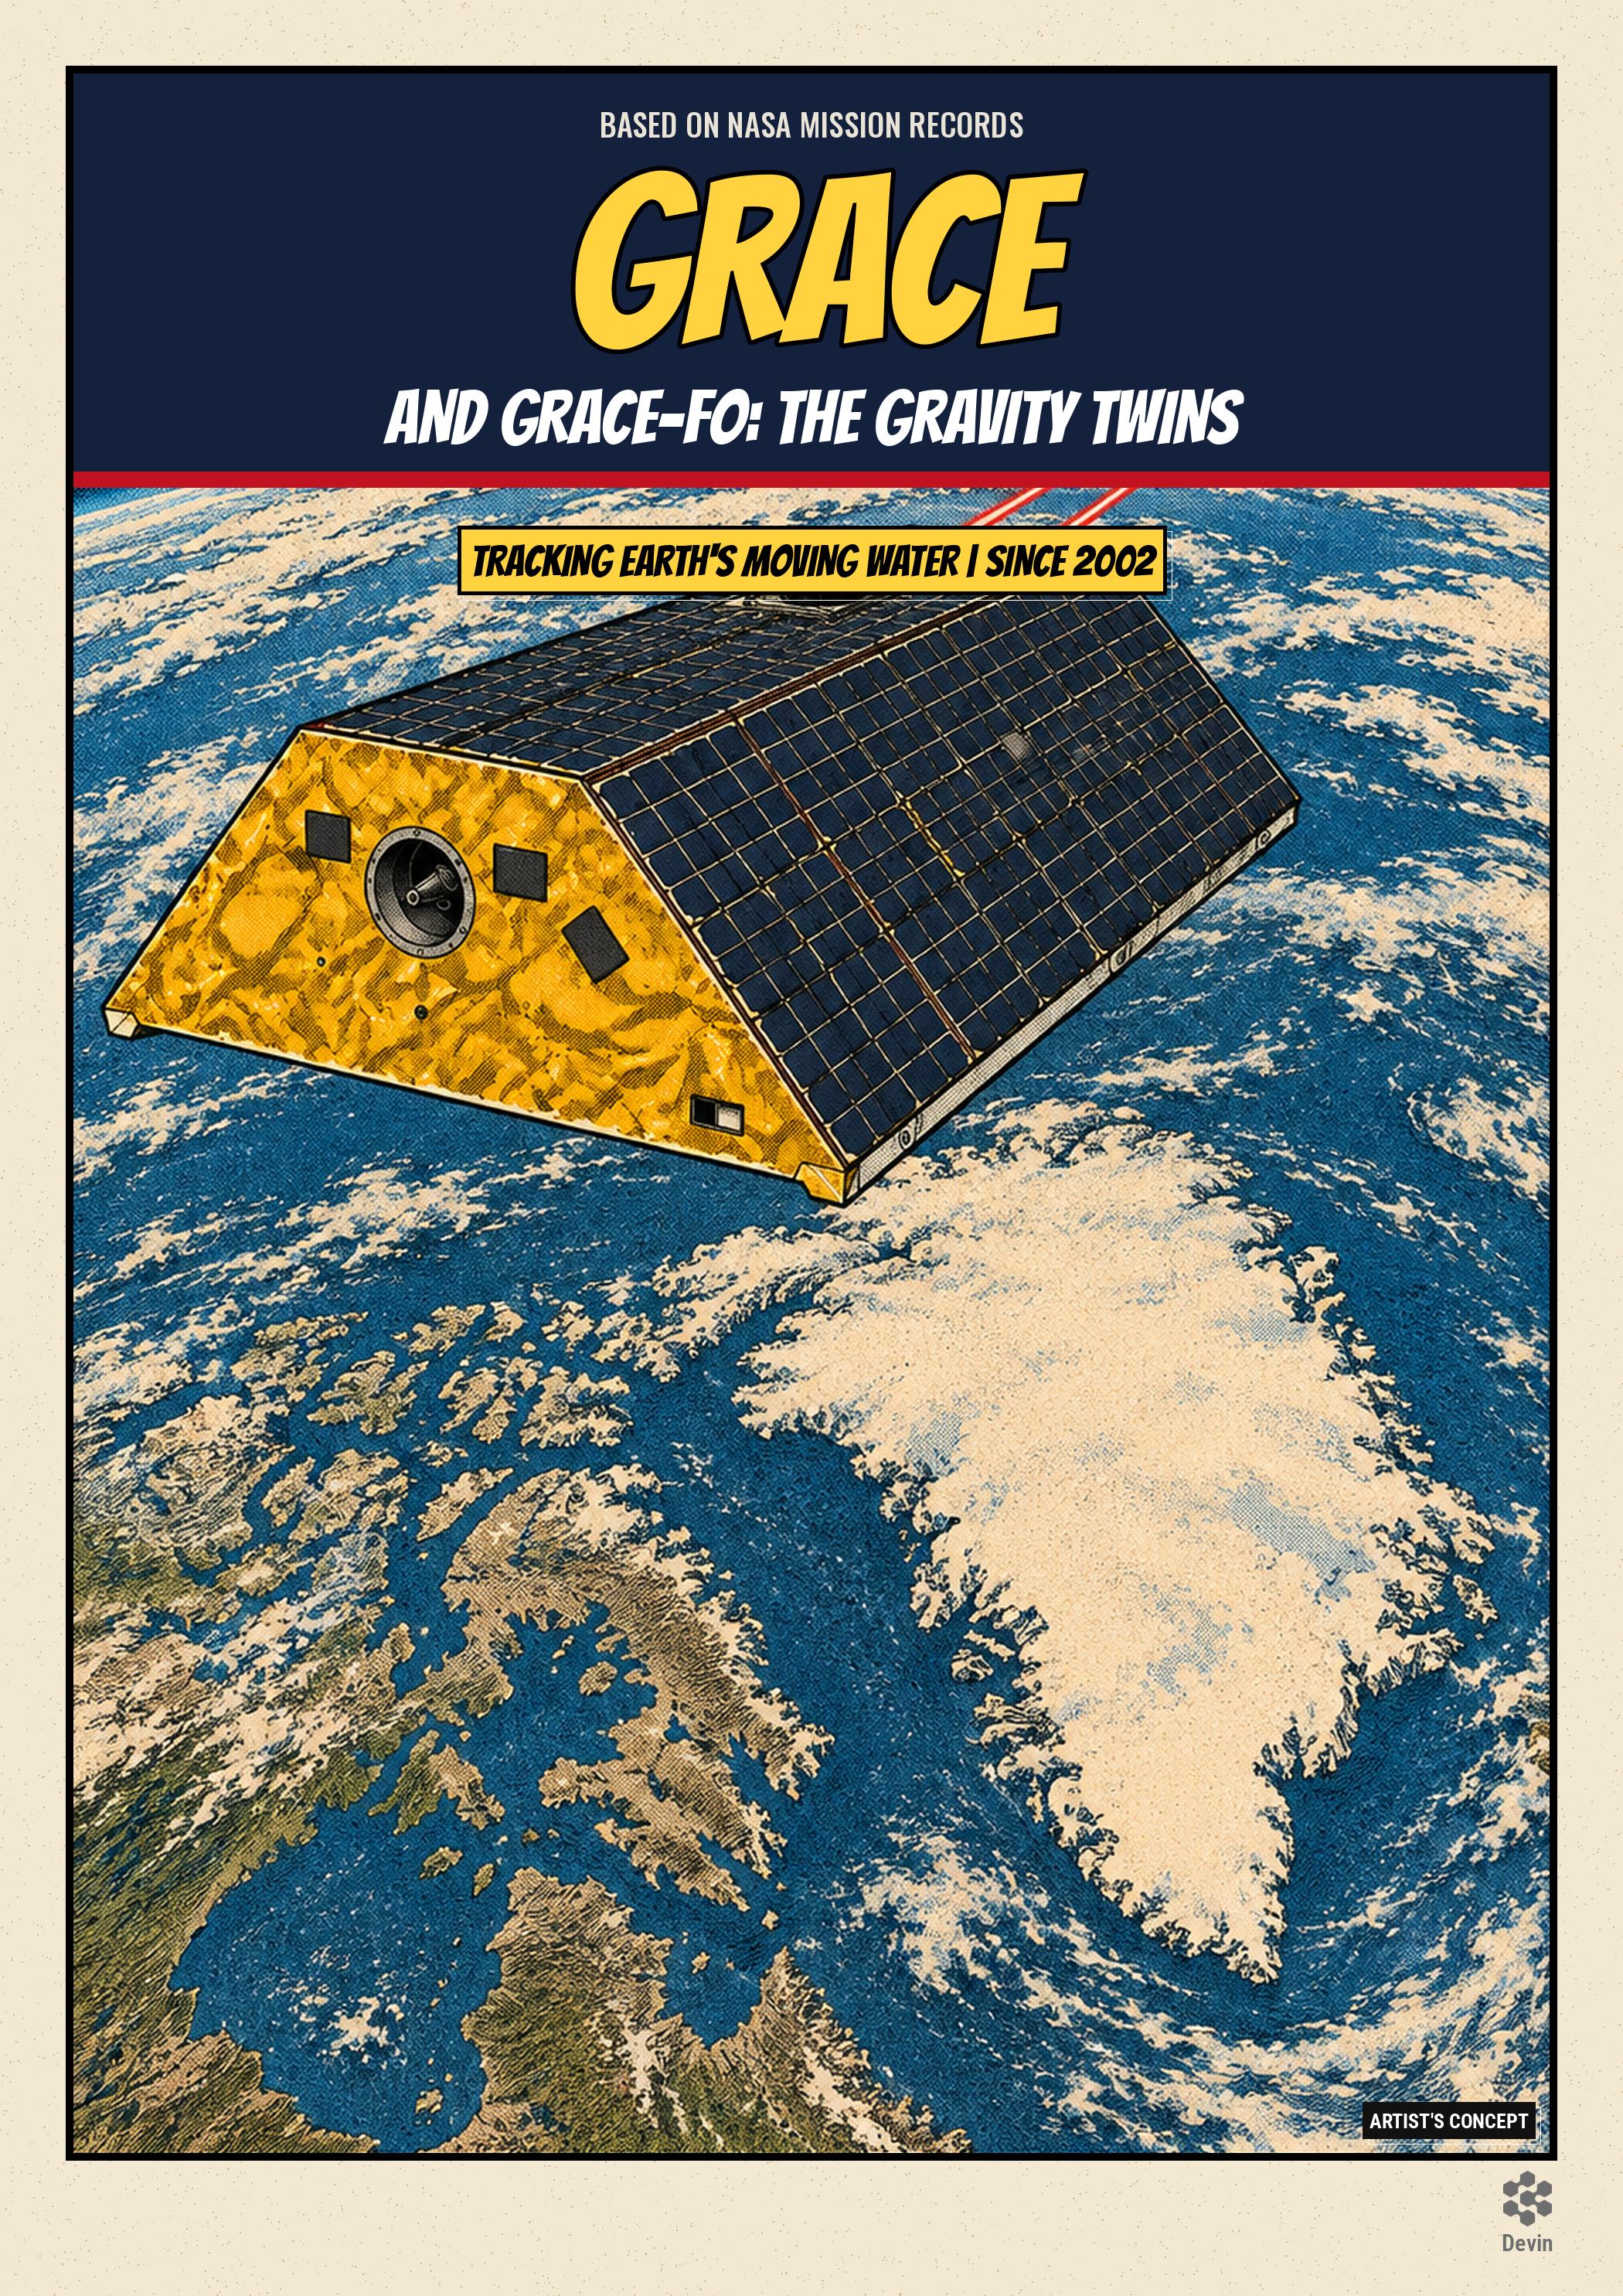 BASED ON NASA MISSION RECORDS
GRACE
AND GRACE-FO: THE GRAVITY TWINS
TRACKING EARTH'S MOVING WATER | SINCE 2002
ARTIST'S CONCEPT
Devin